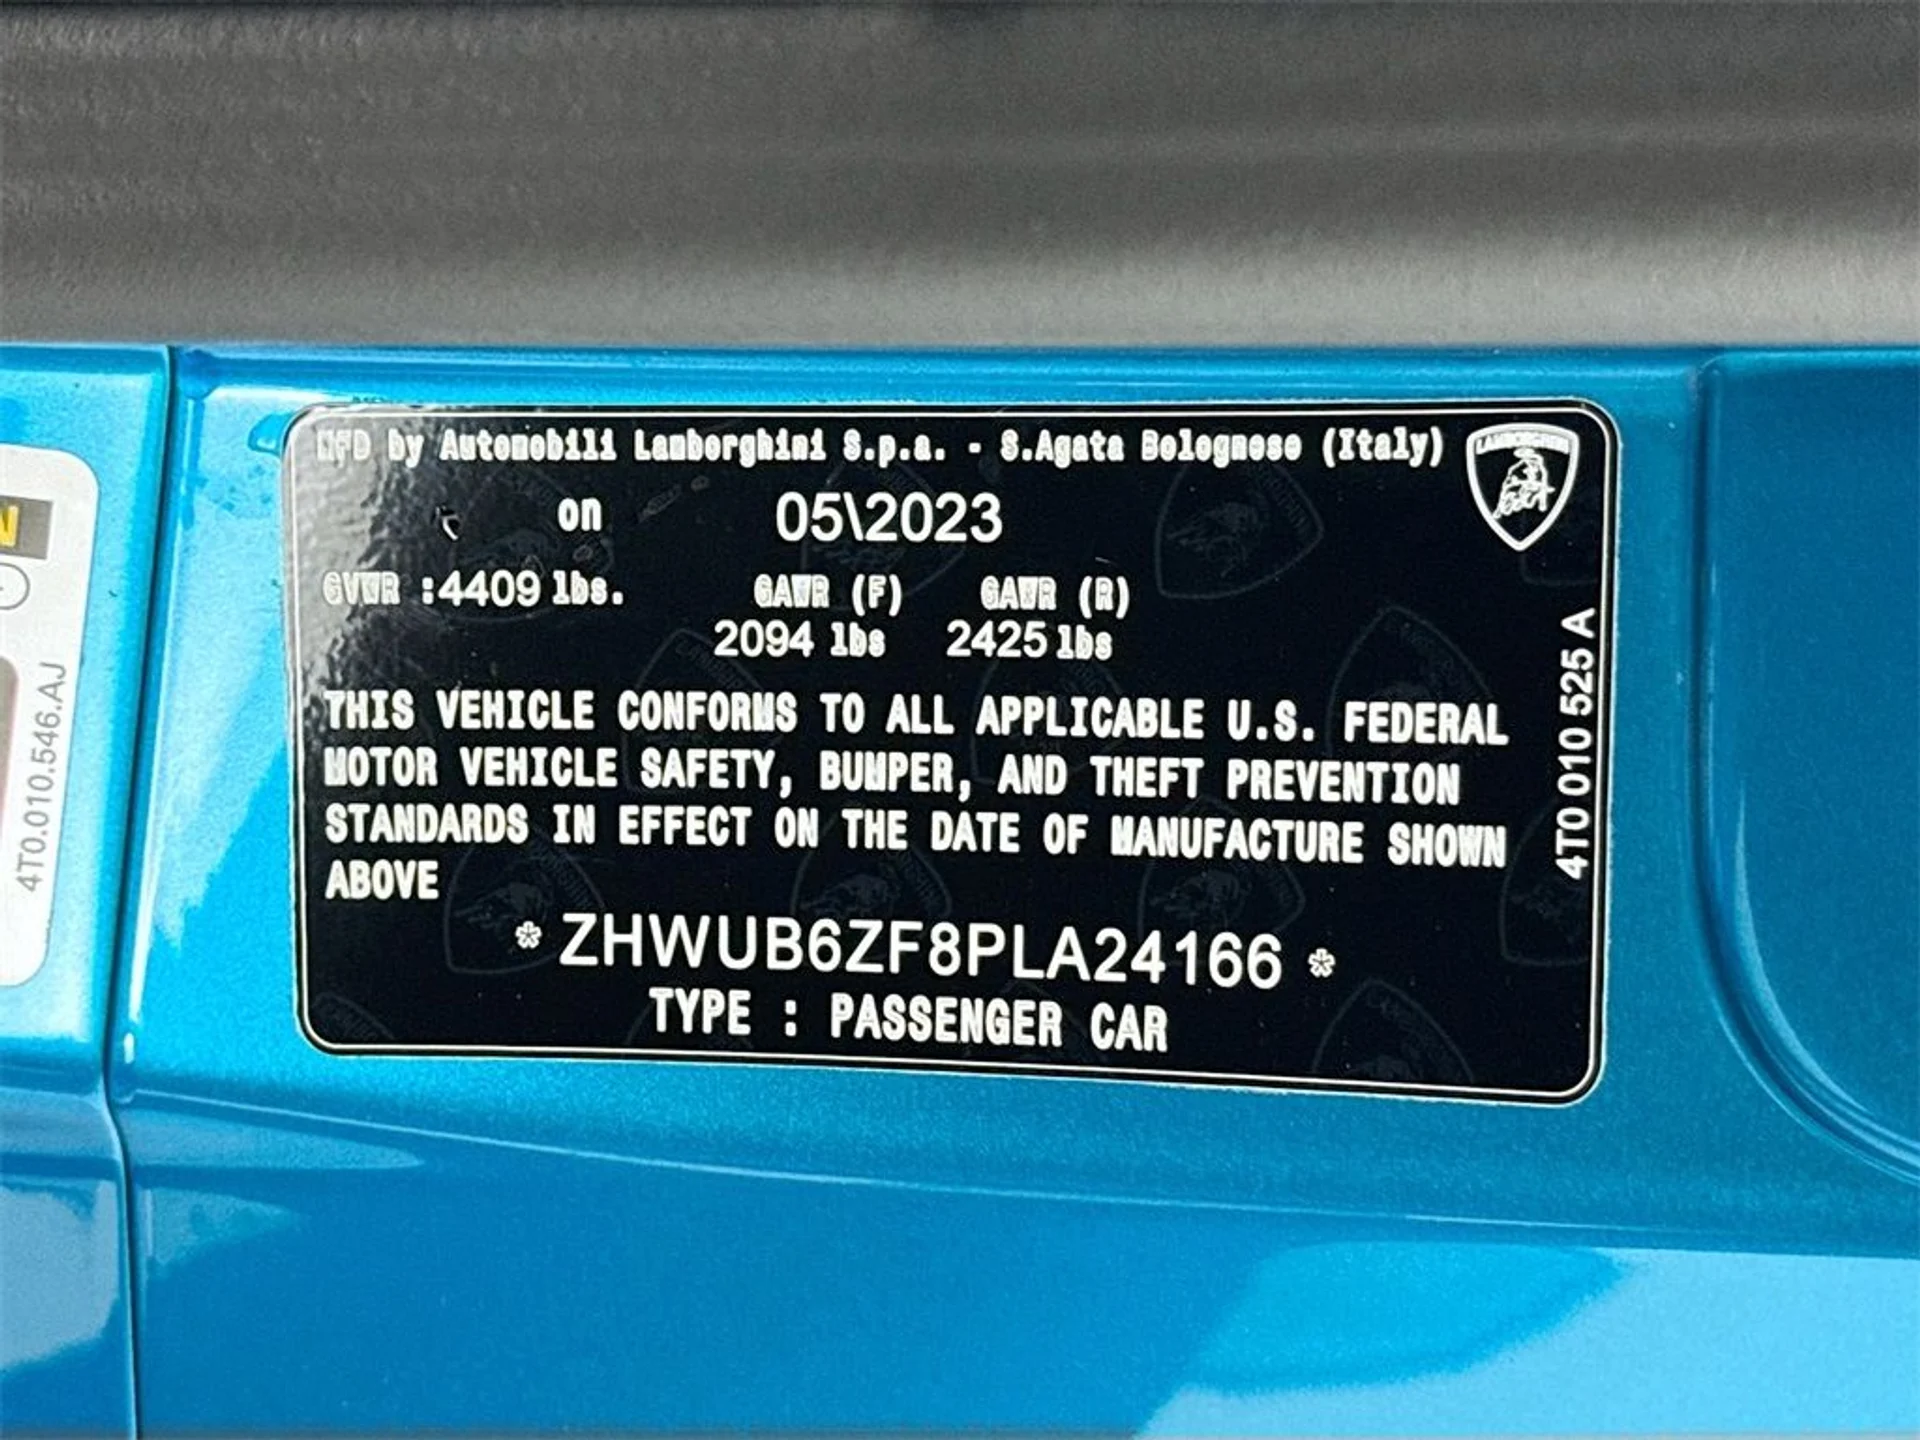 MFD by Automobili Lamborghini S.p.a. - S.Agata Bolognese (Italy)
LAMBORGHINI
on 05\2023
GVWR :4409 lbs. GAWR (F) GAWR (R)
2094 lbs 2425 lbs
THIS VEHICLE CONFORMS TO ALL APPLICABLE U.S. FEDERAL
MOTOR VEHICLE SAFETY, BUMPER, AND THEFT PREVENTION
STANDARDS IN EFFECT ON THE DATE OF MANUFACTURE SHOWN
ABOVE
* ZHWUB6ZF8PLA24166 *
TYPE : PASSENGER CAR
4T0 010 525 A
4T0.010.546.AJ